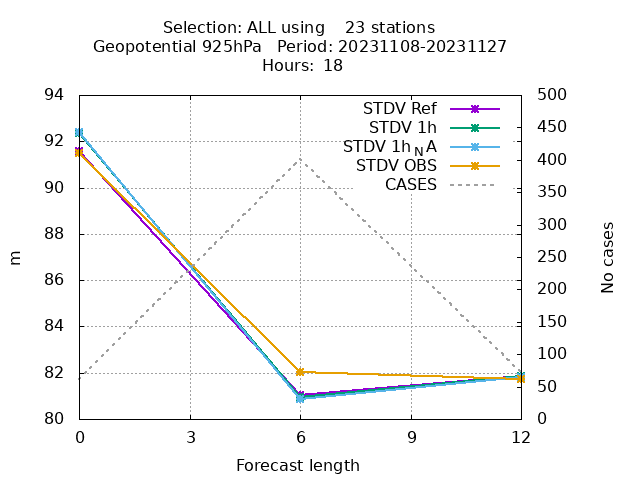 Selection: ALL using    23 stations
Geopotential 925hPa   Period: 20231108-20231127
Hours: 18
STDV Ref
STDV 1h
STDV 1h_N A
STDV OBS
CASES
94
92
90
88
86
84
82
80
500
450
400
350
300
250
200
150
100
50
0
m
No cases
0 3 6 9 12
Forecast length